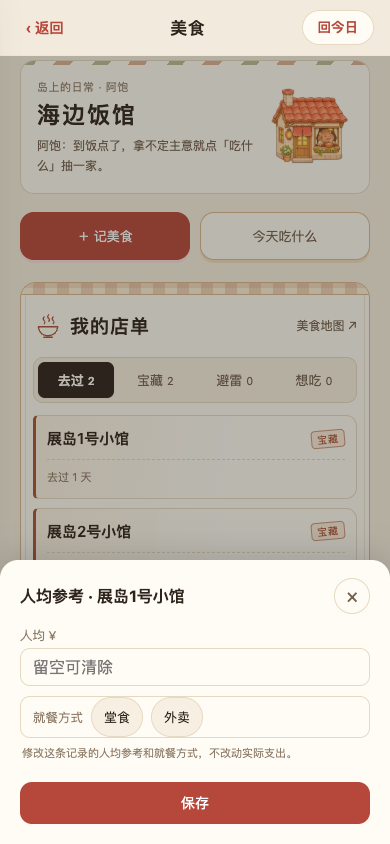 ‹ 返回
美食
回今日
岛上的日常 · 阿饱
海边饭馆
阿饱：到饭点了，拿不定主意就点「吃什
么」抽一家。
＋ 记美食
今天吃什么
我的店单
美食地图 ↗
去过 2
宝藏 2
避雷 0
想吃 0
展岛1号小馆
宝藏
去过 1 天
展岛2号小馆
宝藏
人均参考 · 展岛1号小馆
×
人均 ¥
留空可清除
就餐方式
堂食
外卖
修改这条记录的人均参考和就餐方式，不改动实际支出。
保存